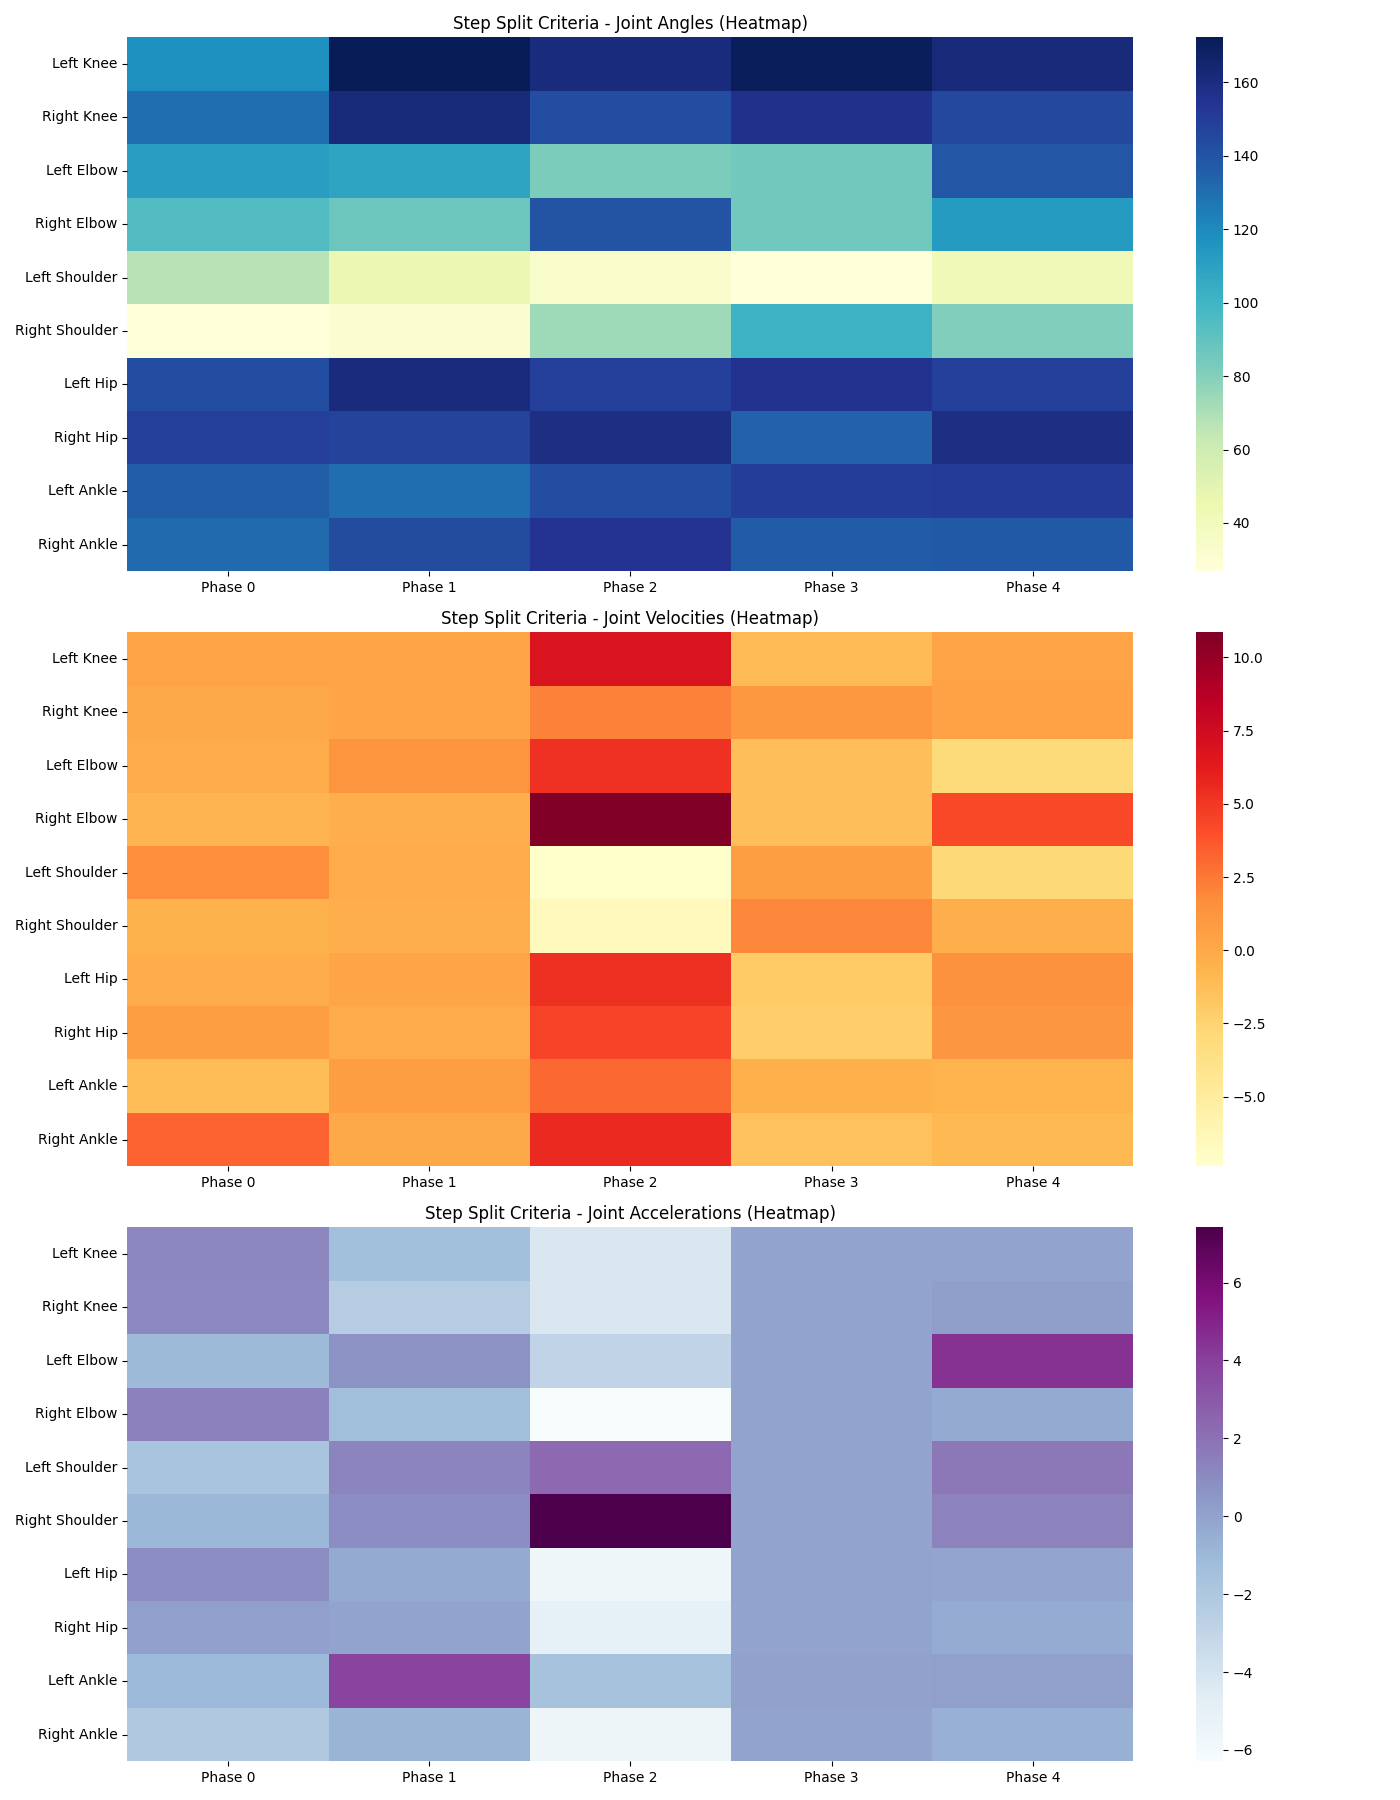 Step Split Criteria - Joint Angles (Heatmap)
Left Knee
Right Knee
Left Elbow
Right Elbow
Left Shoulder
Right Shoulder
Left Hip
Right Hip
Left Ankle
Right Ankle
Phase 0 Phase 1 Phase 2 Phase 3 Phase 4
160
140
120
100
80
60
40
Step Split Criteria - Joint Velocities (Heatmap)
Left Knee
Right Knee
Left Elbow
Right Elbow
Left Shoulder
Right Shoulder
Left Hip
Right Hip
Left Ankle
Right Ankle
Phase 0 Phase 1 Phase 2 Phase 3 Phase 4
10.0
7.5
5.0
2.5
0.0
−2.5
−5.0
Step Split Criteria - Joint Accelerations (Heatmap)
Left Knee
Right Knee
Left Elbow
Right Elbow
Left Shoulder
Right Shoulder
Left Hip
Right Hip
Left Ankle
Right Ankle
Phase 0 Phase 1 Phase 2 Phase 3 Phase 4
6
4
2
0
−2
−4
−6